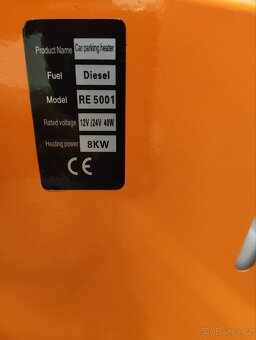 Product Name Car parking heater
Fuel Diesel
Model RE 5001
Rated voltage 12V/24V 40W
Heating power 8KW
CE